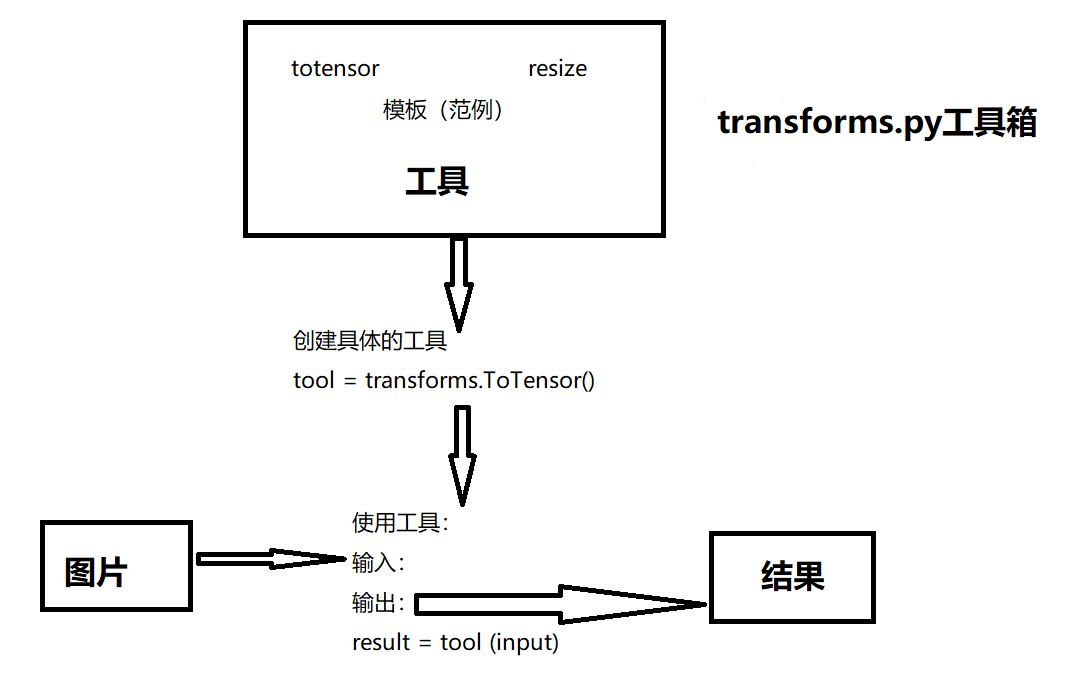 totensor resize
模板（范例）
transforms.py工具箱
工具
创建具体的工具
tool = transforms.ToTensor()
使用工具：
图片
输入：
输出：
结果
result = tool (input)